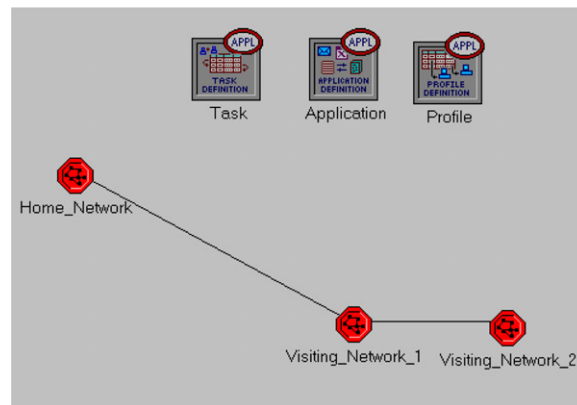 APPL
APPL
APPL
TASK
DEFINITION
APPLICATION
DEFINITION
PROFILE
DEFINITION
Task
Application
Profile
Home_Network
Visiting_Network_1
Visiting_Network_2